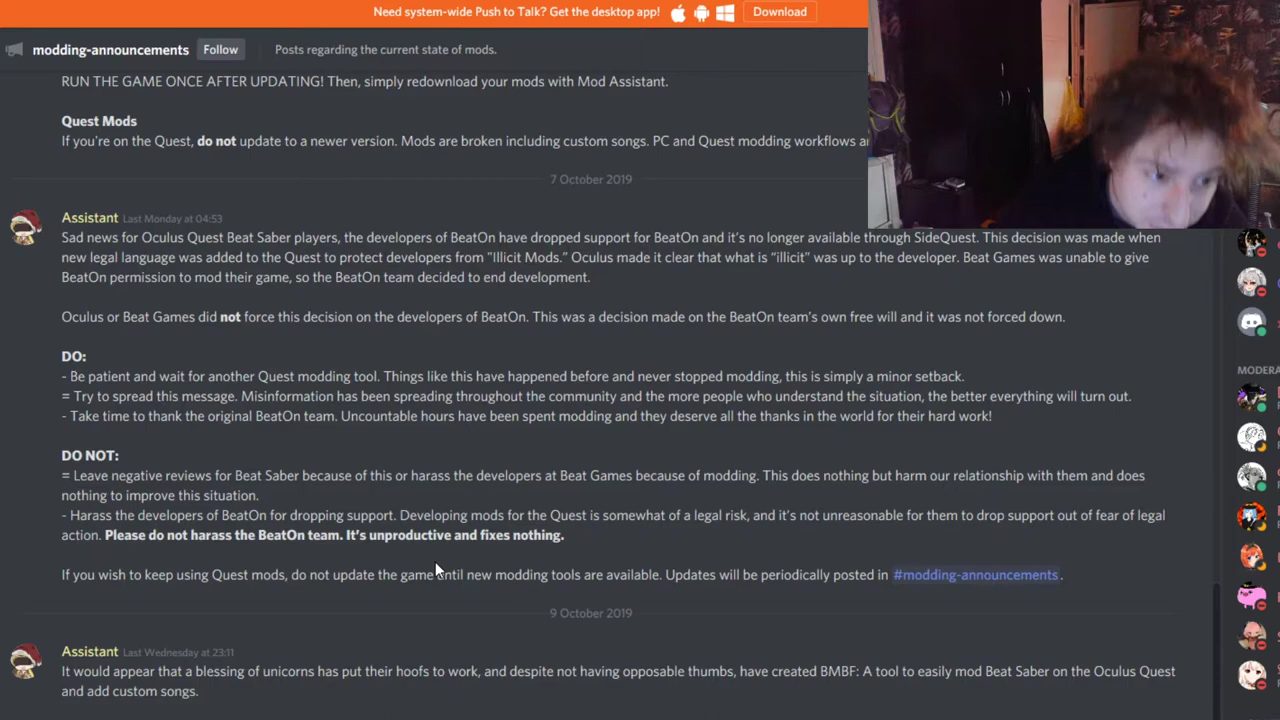 Need system-wide Push to Talk? Get the desktop app!
Download
modding-announcements
Follow
Posts regarding the current state of mods.
RUN THE GAME ONCE AFTER UPDATING! Then, simply redownload your mods with Mod Assistant.
Quest Mods
If you're on the Quest, do not update to a newer version. Mods are broken including custom songs. PC and Quest modding workflows
7 October 2019
Assistant Last Monday at 04:53
Sad news for Oculus Quest Beat Saber players, the developers of BeatOn have dropped support for BeatOn and it's no longer available through SideQuest. This decision was made when
new legal language was added to the Quest to protect developers from "Illicit Mods." Oculus made it clear that what is “illicit” was up to the developer. Beat Games was unable to give
BeatOn permission to mod their game, so the BeatOn team decided to end development.
Oculus or Beat Games did not force this decision on the developers of BeatOn. This was a decision made on the BeatOn team's own free will and it was not forced down.
DO:
- Be patient and wait for another Quest modding tool. Things like this have happened before and never stopped modding, this is simply a minor setback.
= Try to spread this message. Misinformation has been spreading throughout the community and the more people who understand the situation, the better everything will turn out.
- Take time to thank the original BeatOn team. Uncountable hours have been spent modding and they deserve all the thanks in the world for their hard work!
DO NOT:
= Leave negative reviews for Beat Saber because of this or harass the developers at Beat Games because of modding. This does nothing but harm our relationship with them and does
nothing to improve this situation.
- Harass the developers of BeatOn for dropping support. Developing mods for the Quest is somewhat of a legal risk, and it's not unreasonable for them to drop support out of fear of legal
action. Please do not harass the BeatOn team. It's unproductive and fixes nothing.
If you wish to keep using Quest mods, do not update the game until new modding tools are available. Updates will be periodically posted in #modding-announcements.
MODERA
9 October 2019
Assistant Last Wednesday at 23:11
It would appear that a blessing of unicorns has put their hoofs to work, and despite not having opposable thumbs, have created BMBF: A tool to easily mod Beat Saber on the Oculus Quest
and add custom songs.